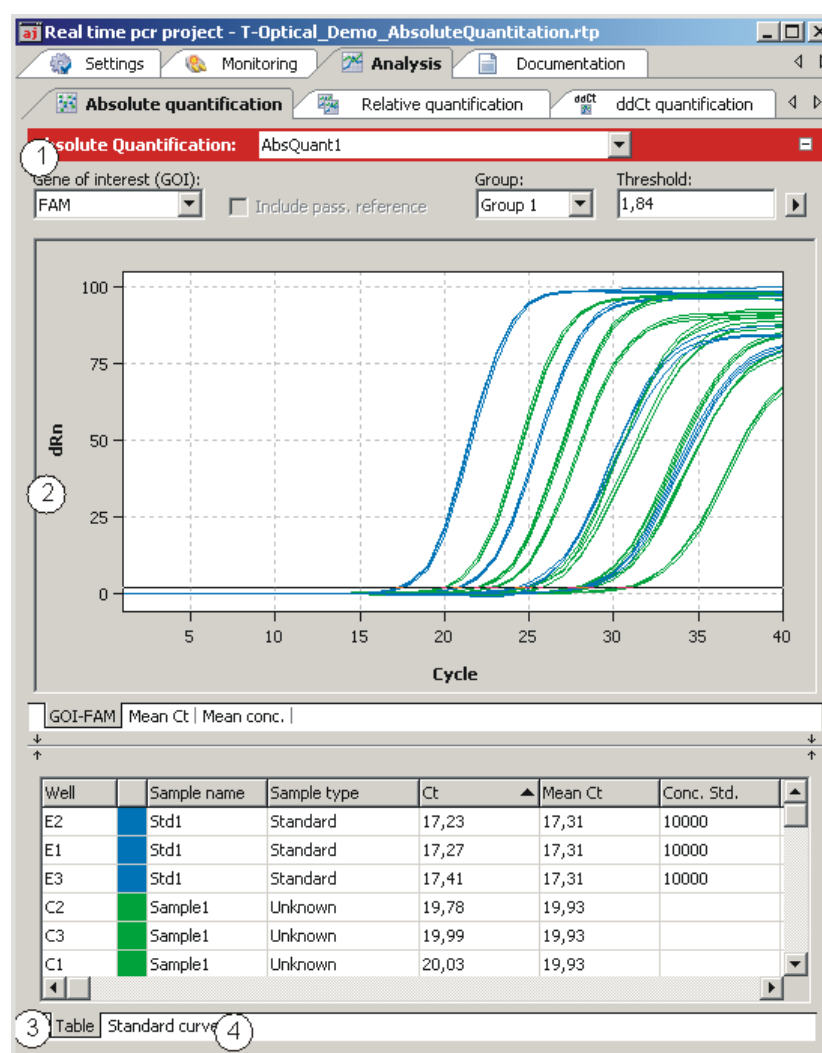 Real time pcr project - T-Optical_Demo_AbsoluteQuantitation.rtp
Settings Monitoring Analysis Documentation
Absolute quantification Relative quantification ddCt ddCt quantification
1
Quantification: AbsQuant1
Gene of interest (GOI): Group: Threshold:
FAM Include pass. reference Group 1 1,84
100
75
50
25
0
dRn
2
5 10 15 20 25 30 35 40
Cycle
GOI-FAM Mean Ct Mean conc.
Well Sample name Sample type Ct Mean Ct Conc. Std.
E2 Std1 Standard 17,23 17,31 10000
E1 Std1 Standard 17,27 17,31 10000
E3 Std1 Standard 17,41 17,31 10000
C2 Sample1 Unknown 19,78 19,93
C3 Sample1 Unknown 19,99 19,93
C1 Sample1 Unknown 20,03 19,93
3 Table Standard curve 4